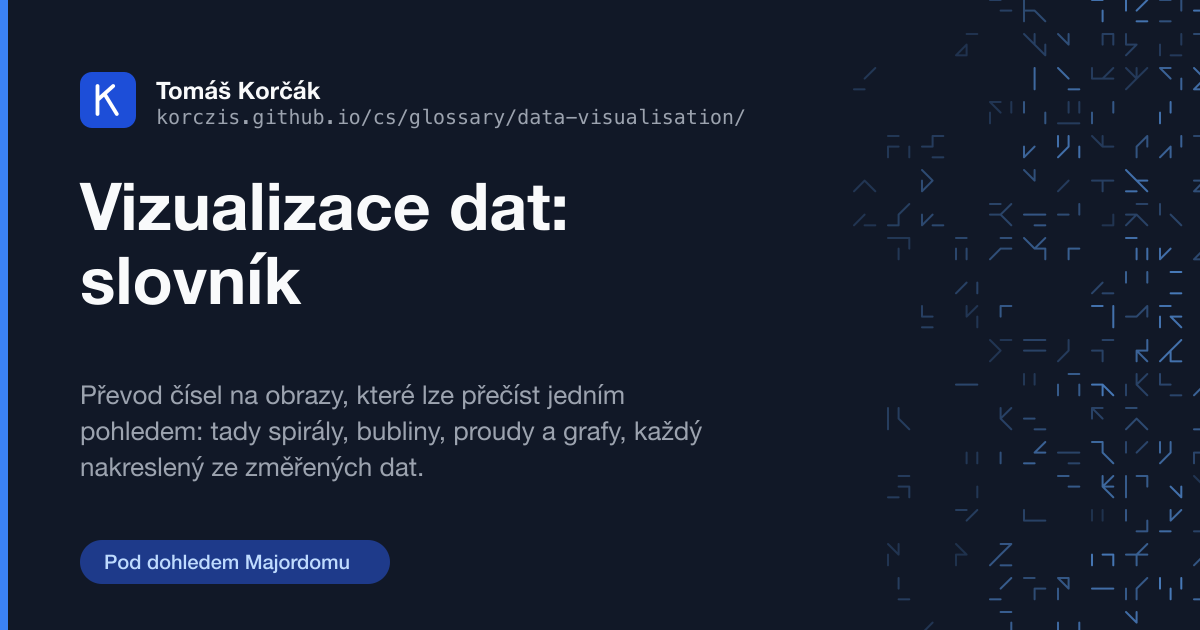 K
Tomáš Korčák
korczis.github.io/cs/glossary/data-visualisation/
Vizualizace dat:
slovník
Převod čísel na obrazy, které lze přečíst jedním
pohledem: tady spirály, bubliny, proudy a grafy, každý
nakreslený ze změřených dat.
Pod dohledem Majordomu